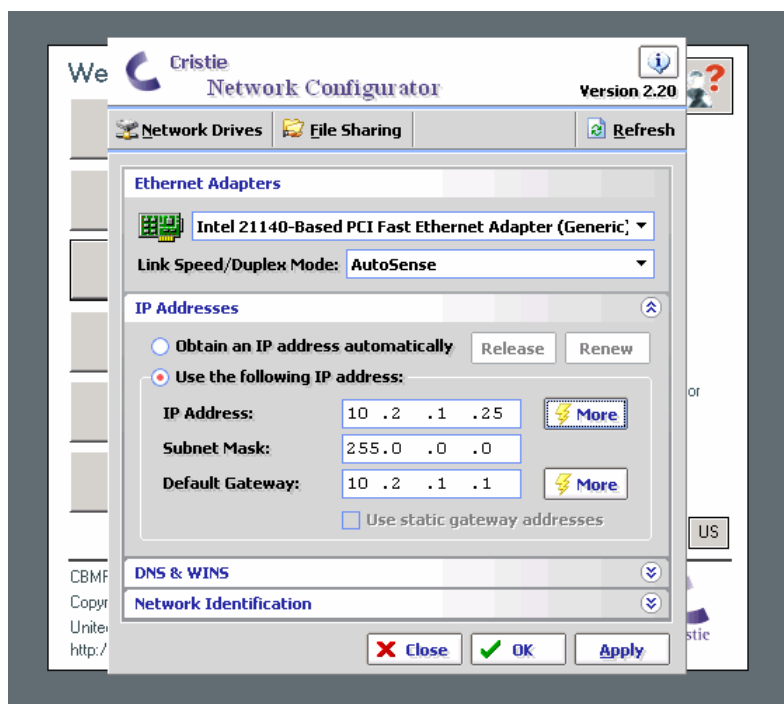 We
Cristie
Network Configurator
Version 2.20
Network Drives
File Sharing
Refresh
Ethernet Adapters
Intel 21140-Based PCI Fast Ethernet Adapter (Generic)
Link Speed/Duplex Mode: AutoSense
IP Addresses
Obtain an IP address automatically
Release
Renew
Use the following IP address:
IP Address: 10 .2 .1 .25
More
Subnet Mask: 255.0 .0 .0
Default Gateway: 10 .2 .1 .1
More
Use static gateway addresses
or
US
DNS & WINS
Network Identification
CBMR
Copyr
United
http:/
stie
Close
OK
Apply